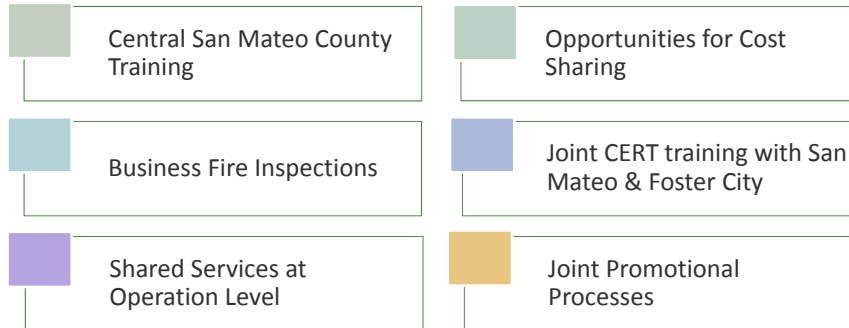 Central San Mateo County
Training
Opportunities for Cost
Sharing
Business Fire Inspections
Joint CERT training with San
Mateo & Foster City
Shared Services at
Operation Level
Joint Promotional
Processes